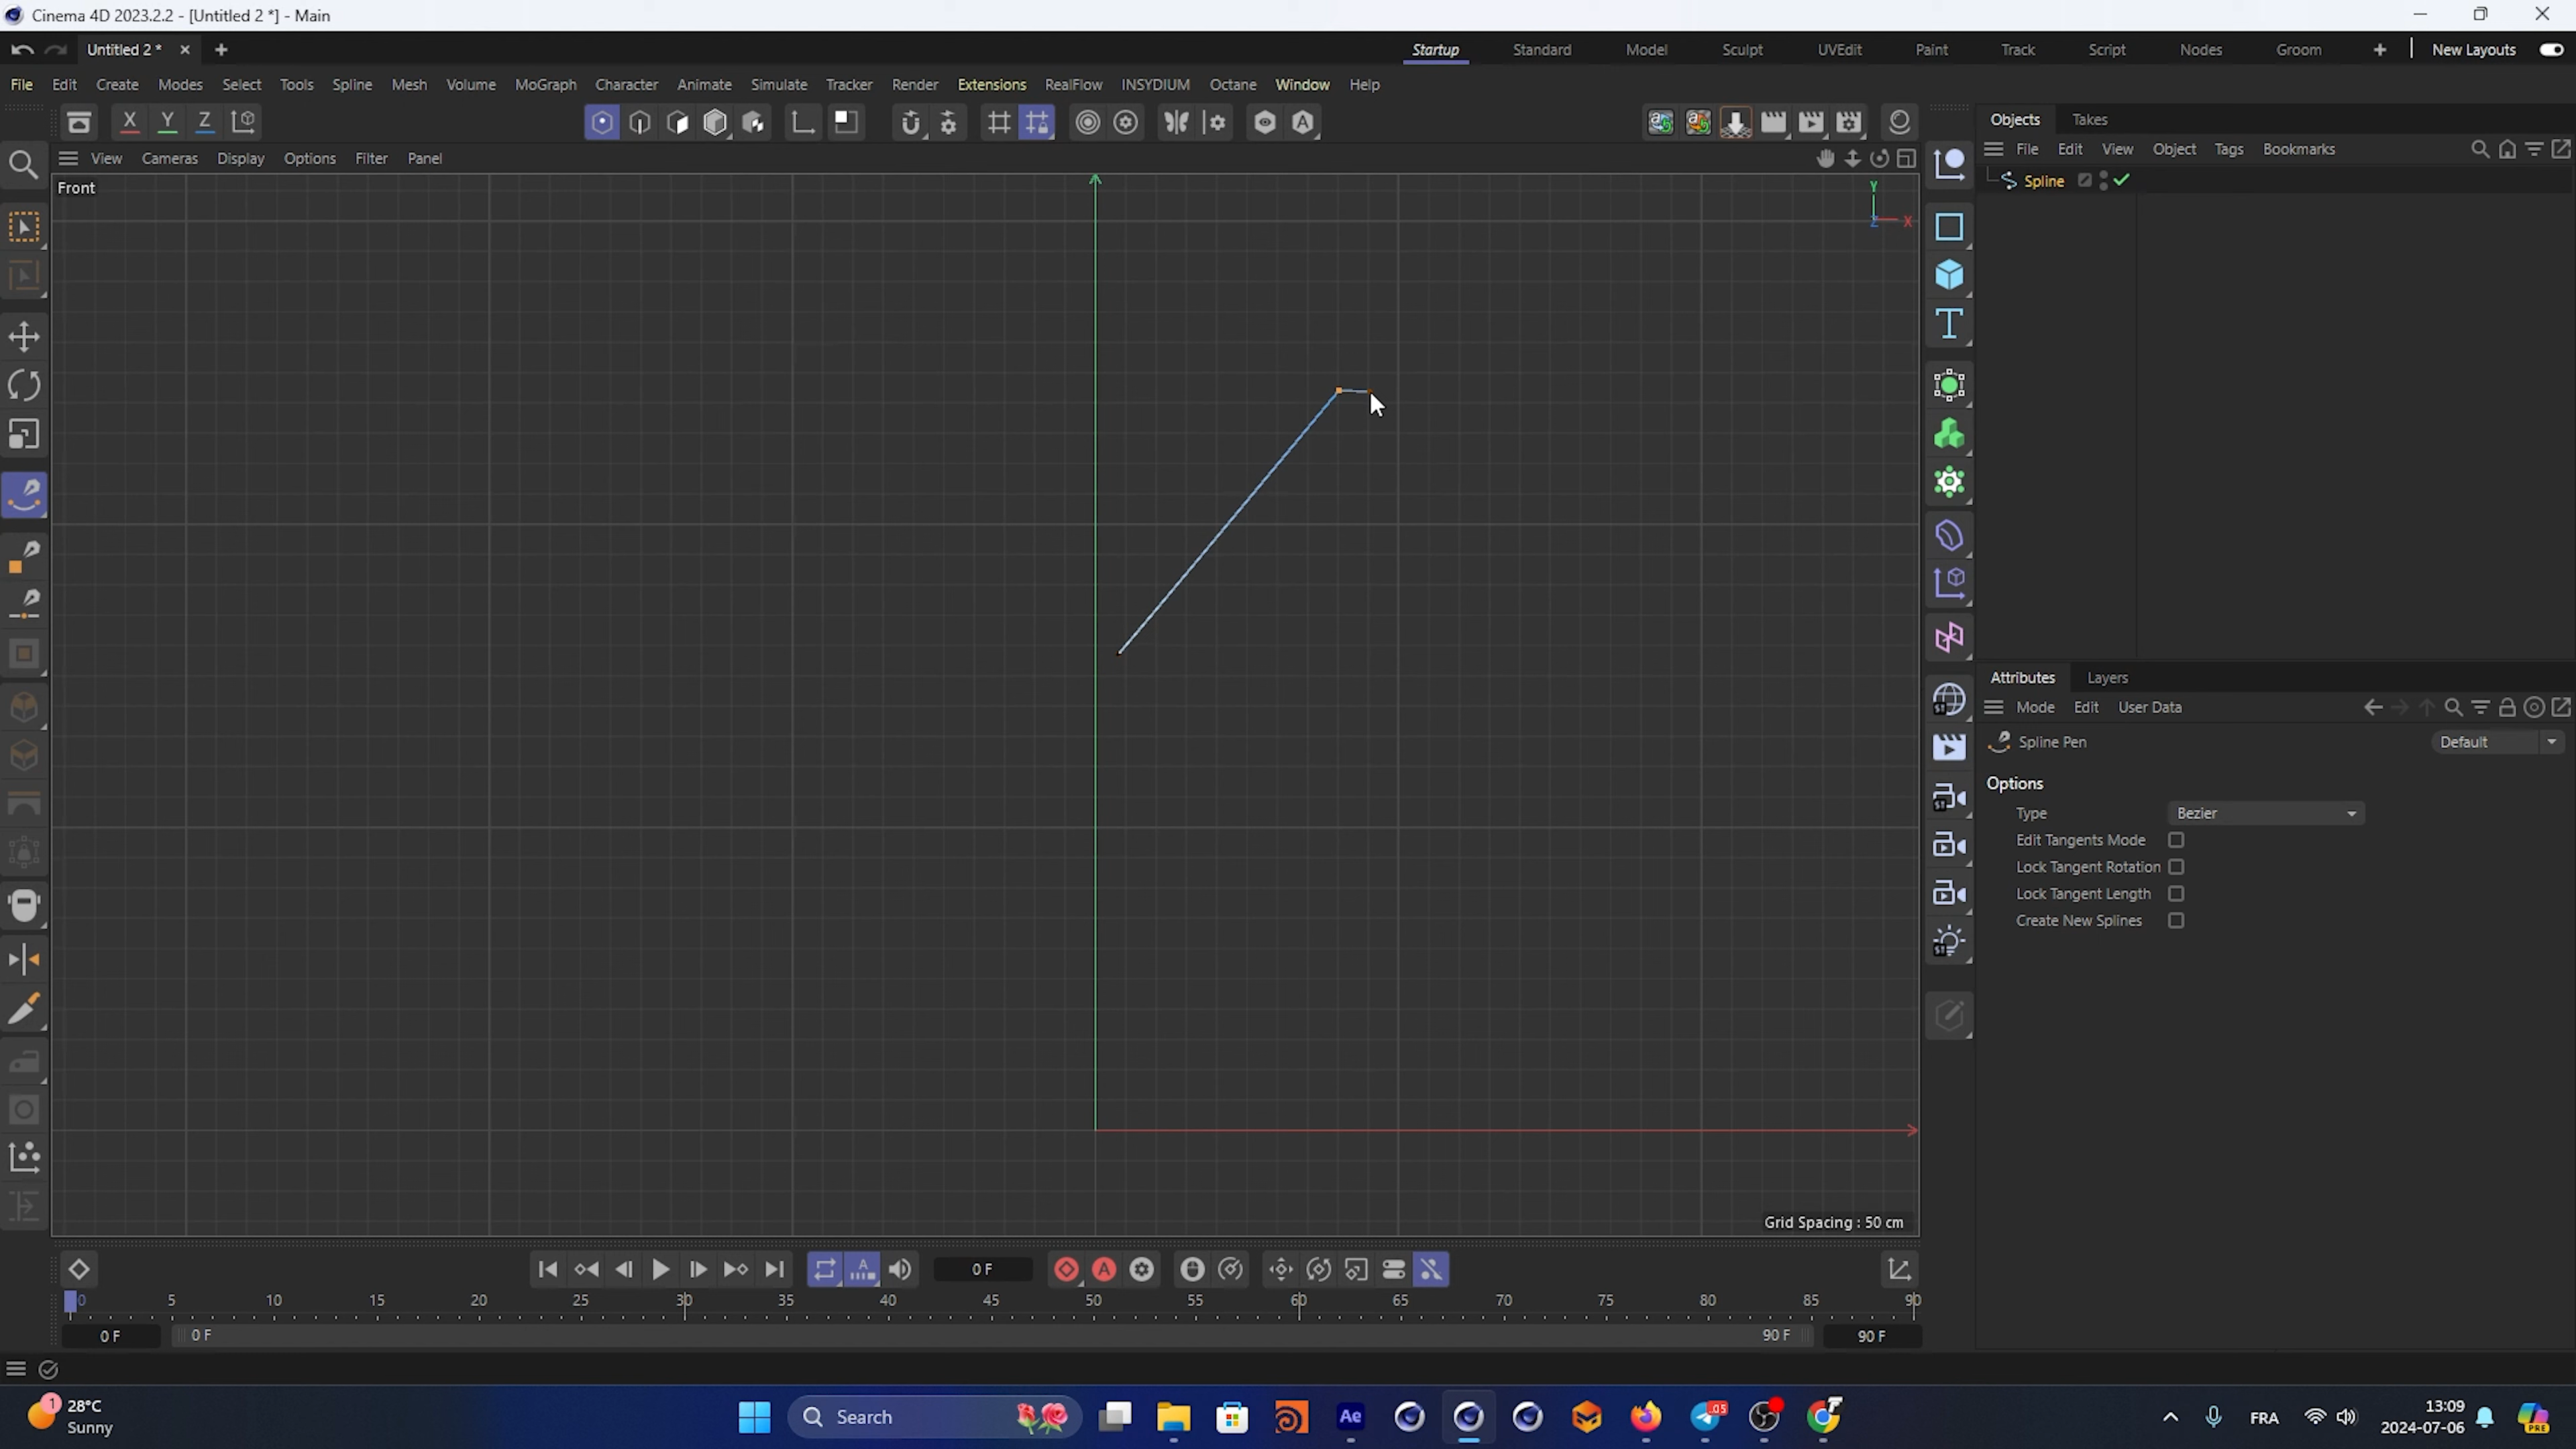 Cinema 4D 2023.2.2 - [Untitled 2 *] - Main
Untitled 2 *
Startup Standard Model Sculpt UVEdit Paint Track Script Nodes Groom New Layouts
File Edit Create Modes Select Tools Spline Mesh Volume MoGraph Character Animate Simulate Tracker Render Extensions RealFlow INSYDIUM Octane Window Help
X Y Z
Objects Takes
View Cameras Display Options Filter Panel
File Edit View Object Tags Bookmarks
Front
Spline
Y
Z X
Attributes Layers
Mode Edit User Data
Spline Pen Default
Options
Type Bezier
Edit Tangents Mode
Lock Tangent Rotation
Lock Tangent Length
Create New Splines
Grid Spacing : 50 cm
0 F
0 5 10 15 20 25 30 35 40 45 50 55 60 65 70 75 80 85 90
0 F 0 F 90 F 90 F
1
28°C
Sunny
Search
Ae
.05
FRA
13:09
2024-07-06
PRE